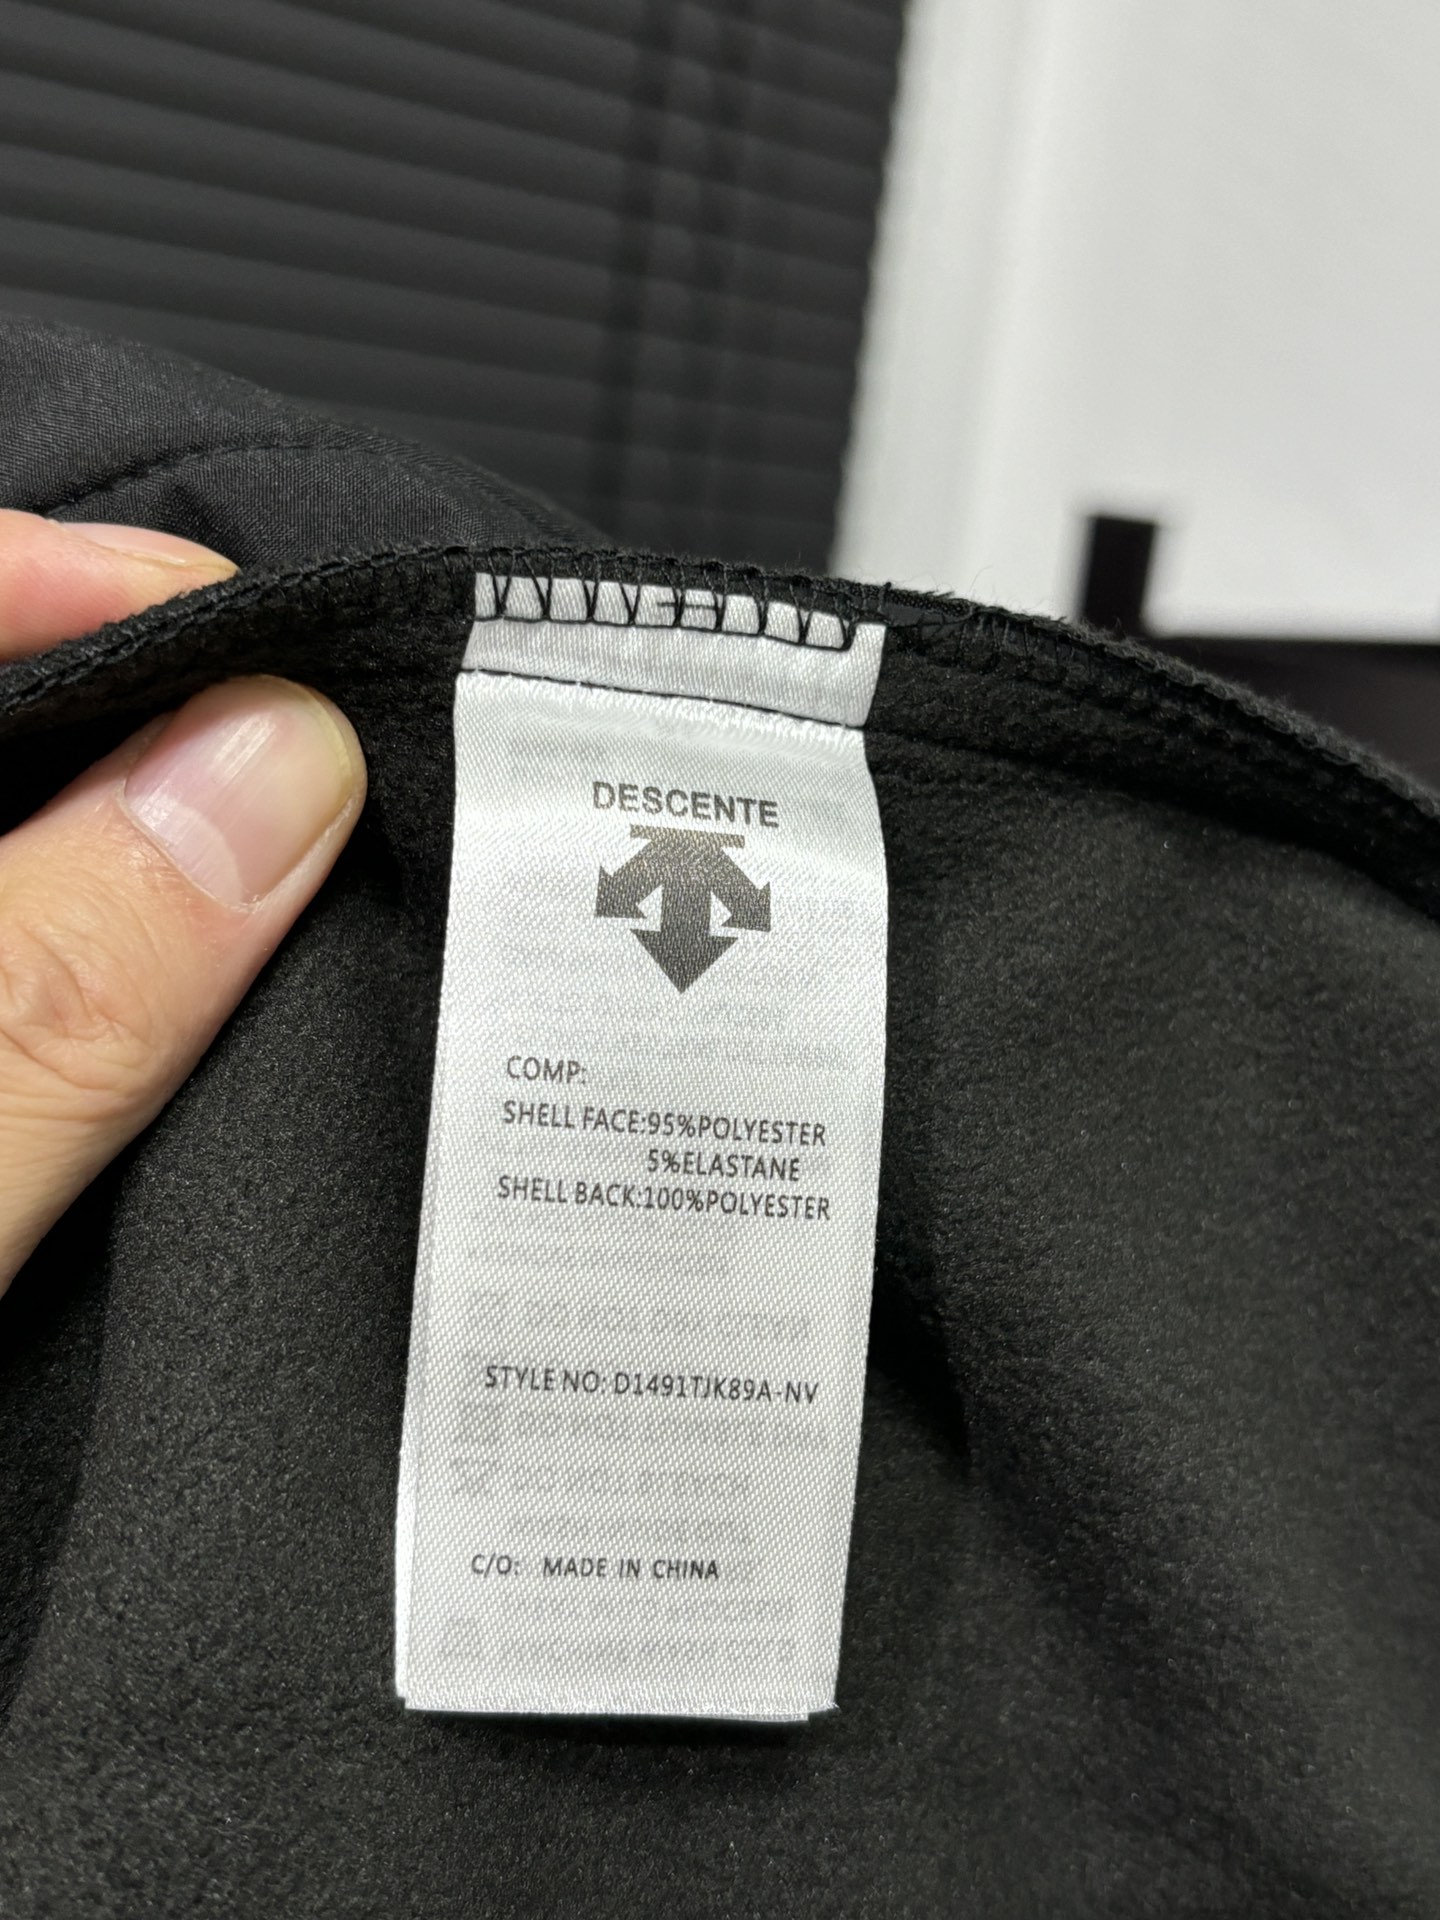 DESCENTE
COMP:
SHELL FACE:95%POLYESTER
5%ELASTANE
SHELL BACK:100%POLYESTER
STYLE NO: D1491TJK89A-NV
C/O: MADE IN CHINA